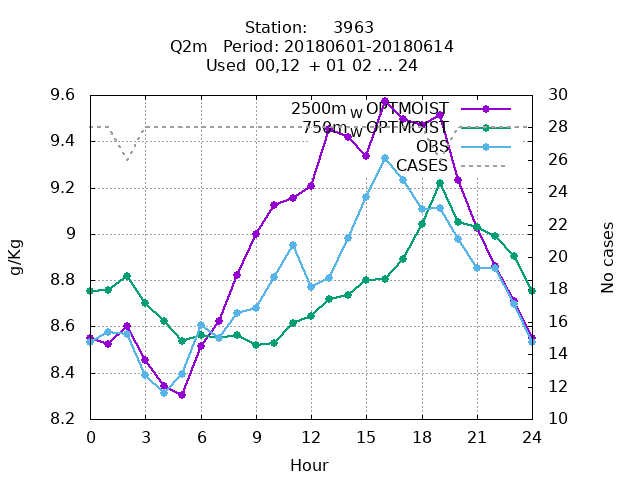 Station: 3963
Q2m Period: 20180601-20180614
Used 00,12 + 01 02 ... 24
9.6
9.4
9.2
9
8.8
8.6
8.4
8.2
30
28
26
24
22
20
18
16
14
12
10
2500m W OPTMOIST
750m W OPTMOIST
OBS
CASES
g/Kg
No cases
0 3 6 9 12 15 18 21 24
Hour